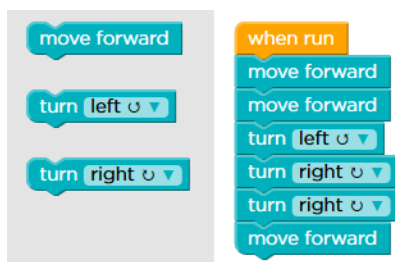 move forward
turn left ↺ ▼
turn right ↻ ▼
when run
move forward
move forward
turn left ↺ ▼
turn right ↻ ▼
turn right ↻ ▼
move forward